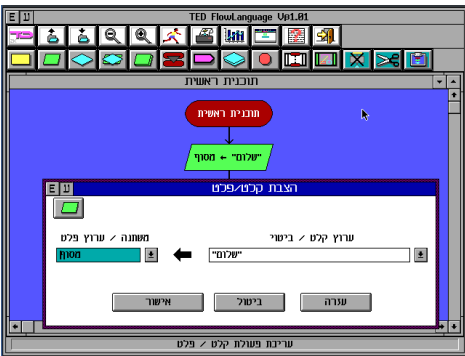 TED FlowLanguage Vp1.01
תוכנית ראשית
תוכנית ראשית
"שלום" ← מסוף
הצבת קלט/פלט
ערוץ קלט / ביטוי
משתנה / ערוץ פלט
"שלום"
מסוף
עזרה
ביטול
אישור
עריכת פעולת קלט / פלט